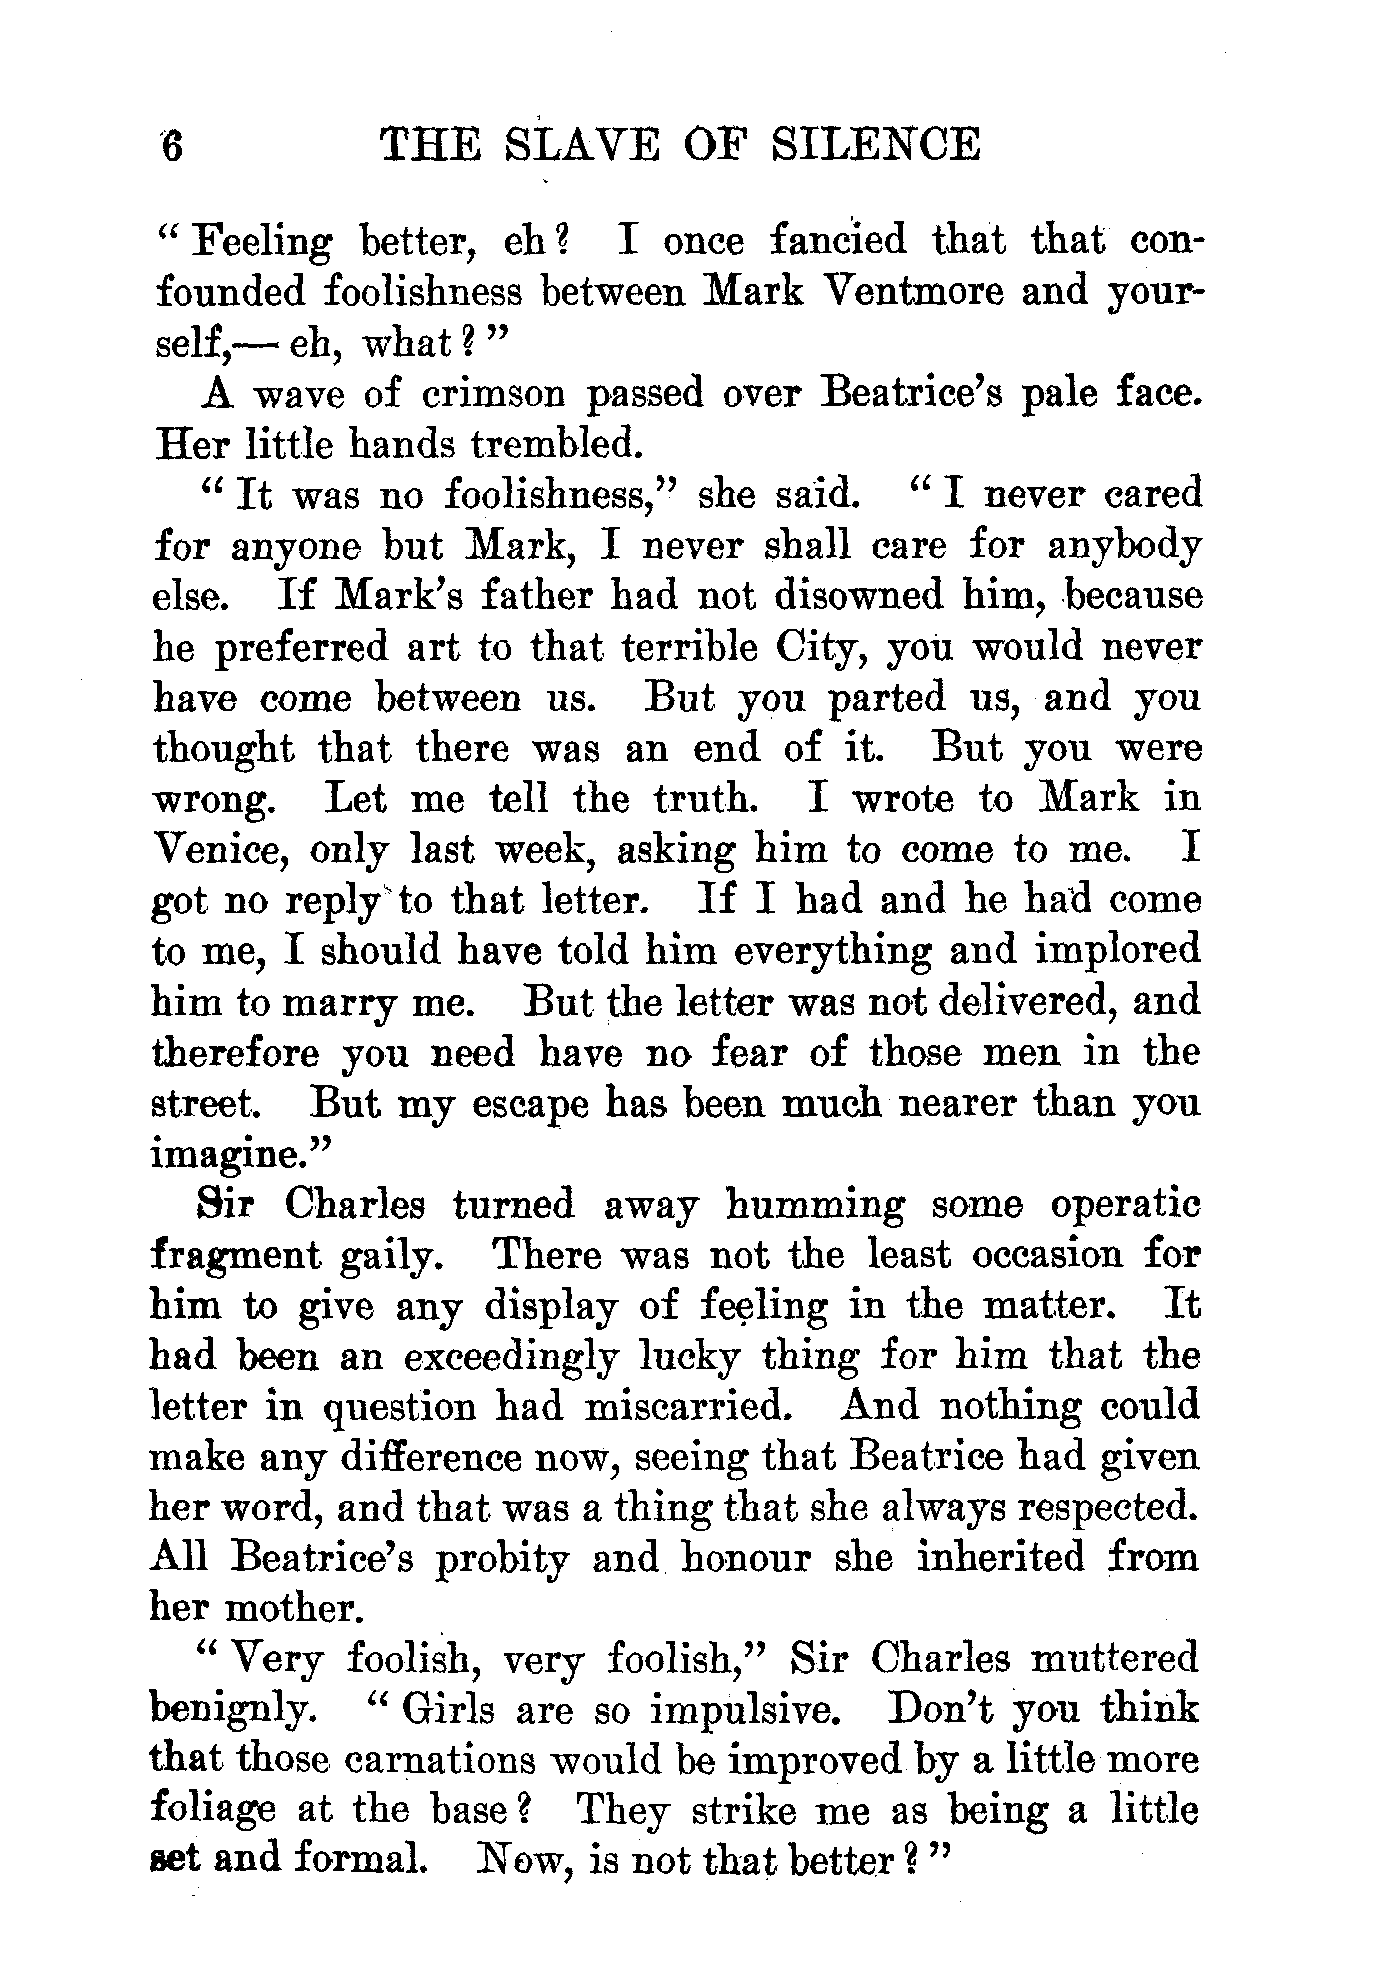 6 THE SLAVE OF SILENCE
“ Feeling better, eh? I once fancied that that con-
founded foolishness between Mark Ventmore and your-
self,— eh, what? ”
A wave of crimson passed over Beatrice’s pale face.
Her little hands trembled.
“ It was no foolishness,” she said. “ I never cared
for anyone but Mark, I never shall care for anybody
else. If Mark’s father had not disowned him, because
he preferred art to that terrible City, you would never
have come between us. But you parted us, and you
thought that there was an end of it. But you were
wrong. Let me tell the truth. I wrote to Mark in
Venice, only last week, asking him to come to me. I
got no reply to that letter. If I had and he had come
to me, I should have told him everything and implored
him to marry me. But the letter was not delivered, and
therefore you need have no fear of those men in the
street. But my escape has been much nearer than you
imagine.”
Sir Charles turned away humming some operatic
fragment gaily. There was not the least occasion for
him to give any display of feeling in the matter. It
had been an exceedingly lucky thing for him that the
letter in question had miscarried. And nothing could
make any difference now, seeing that Beatrice had given
her word, and that was a thing that she always respected.
All Beatrice’s probity and honour she inherited from
her mother.
“ Very foolish, very foolish,” Sir Charles muttered
benignly. “ Girls are so impulsive. Don’t you think
that those carnations would be improved by a little more
foliage at the base? They strike me as being a little
set and formal. Now, is not that better? ”